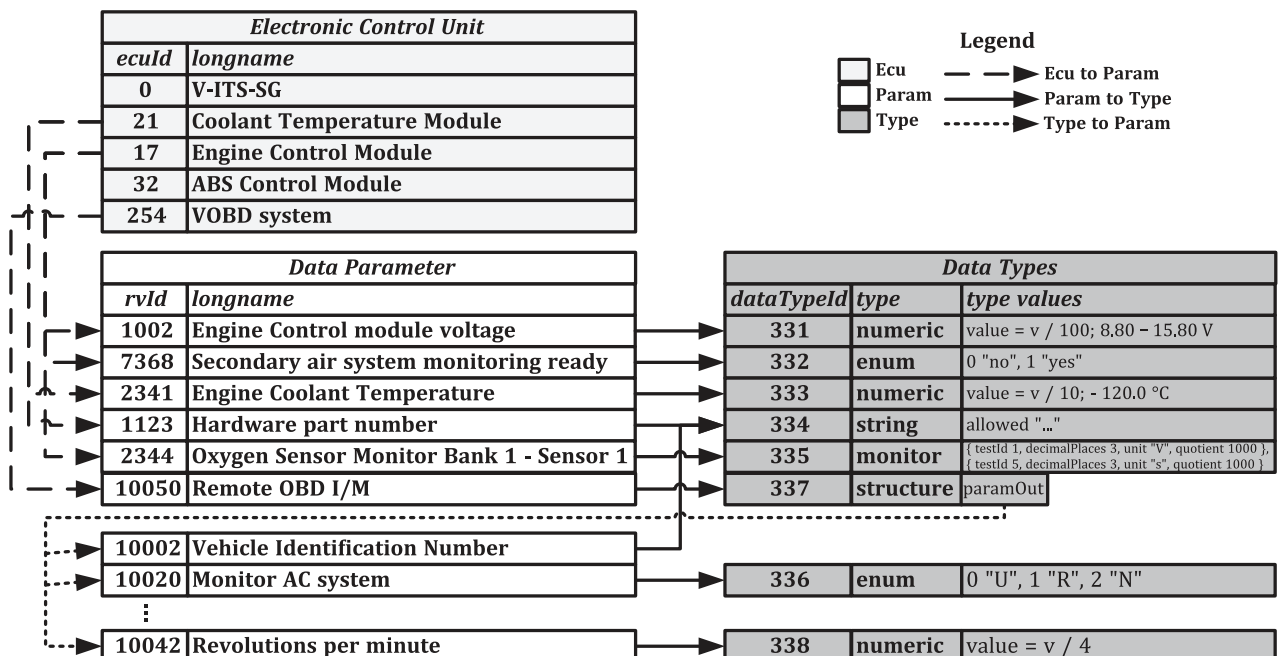 Electronic Control Unit
ecuId longname
0 V-ITS-SG
21 Coolant Temperature Module
17 Engine Control Module
32 ABS Control Module
254 VOBD system
Legend
Ecu Ecu to Param
Param Param to Type
Type Type to Param
Data Parameter
rvId longname
1002 Engine Control module voltage
7368 Secondary air system monitoring ready
2341 Engine Coolant Temperature
1123 Hardware part number
2344 Oxygen Sensor Monitor Bank 1 - Sensor 1
10050 Remote OBD I/M
10002 Vehicle Identification Number
10020 Monitor AC system
⋮
10042 Revolutions per minute
Data Types
dataTypeId type type values
331 numeric value = v / 100; 8.80 – 15.80 V
332 enum 0 "no", 1 "yes"
333 numeric value = v / 10; - 120.0 °C
334 string allowed "..."
335 monitor { testId 1, decimalPlaces 3, unit "V", quotient 1000 },
{ testId 5, decimalPlaces 3, unit "s", quotient 1000 }
337 structure paramOut
336 enum 0 "U", 1 "R", 2 "N"
338 numeric value = v / 4